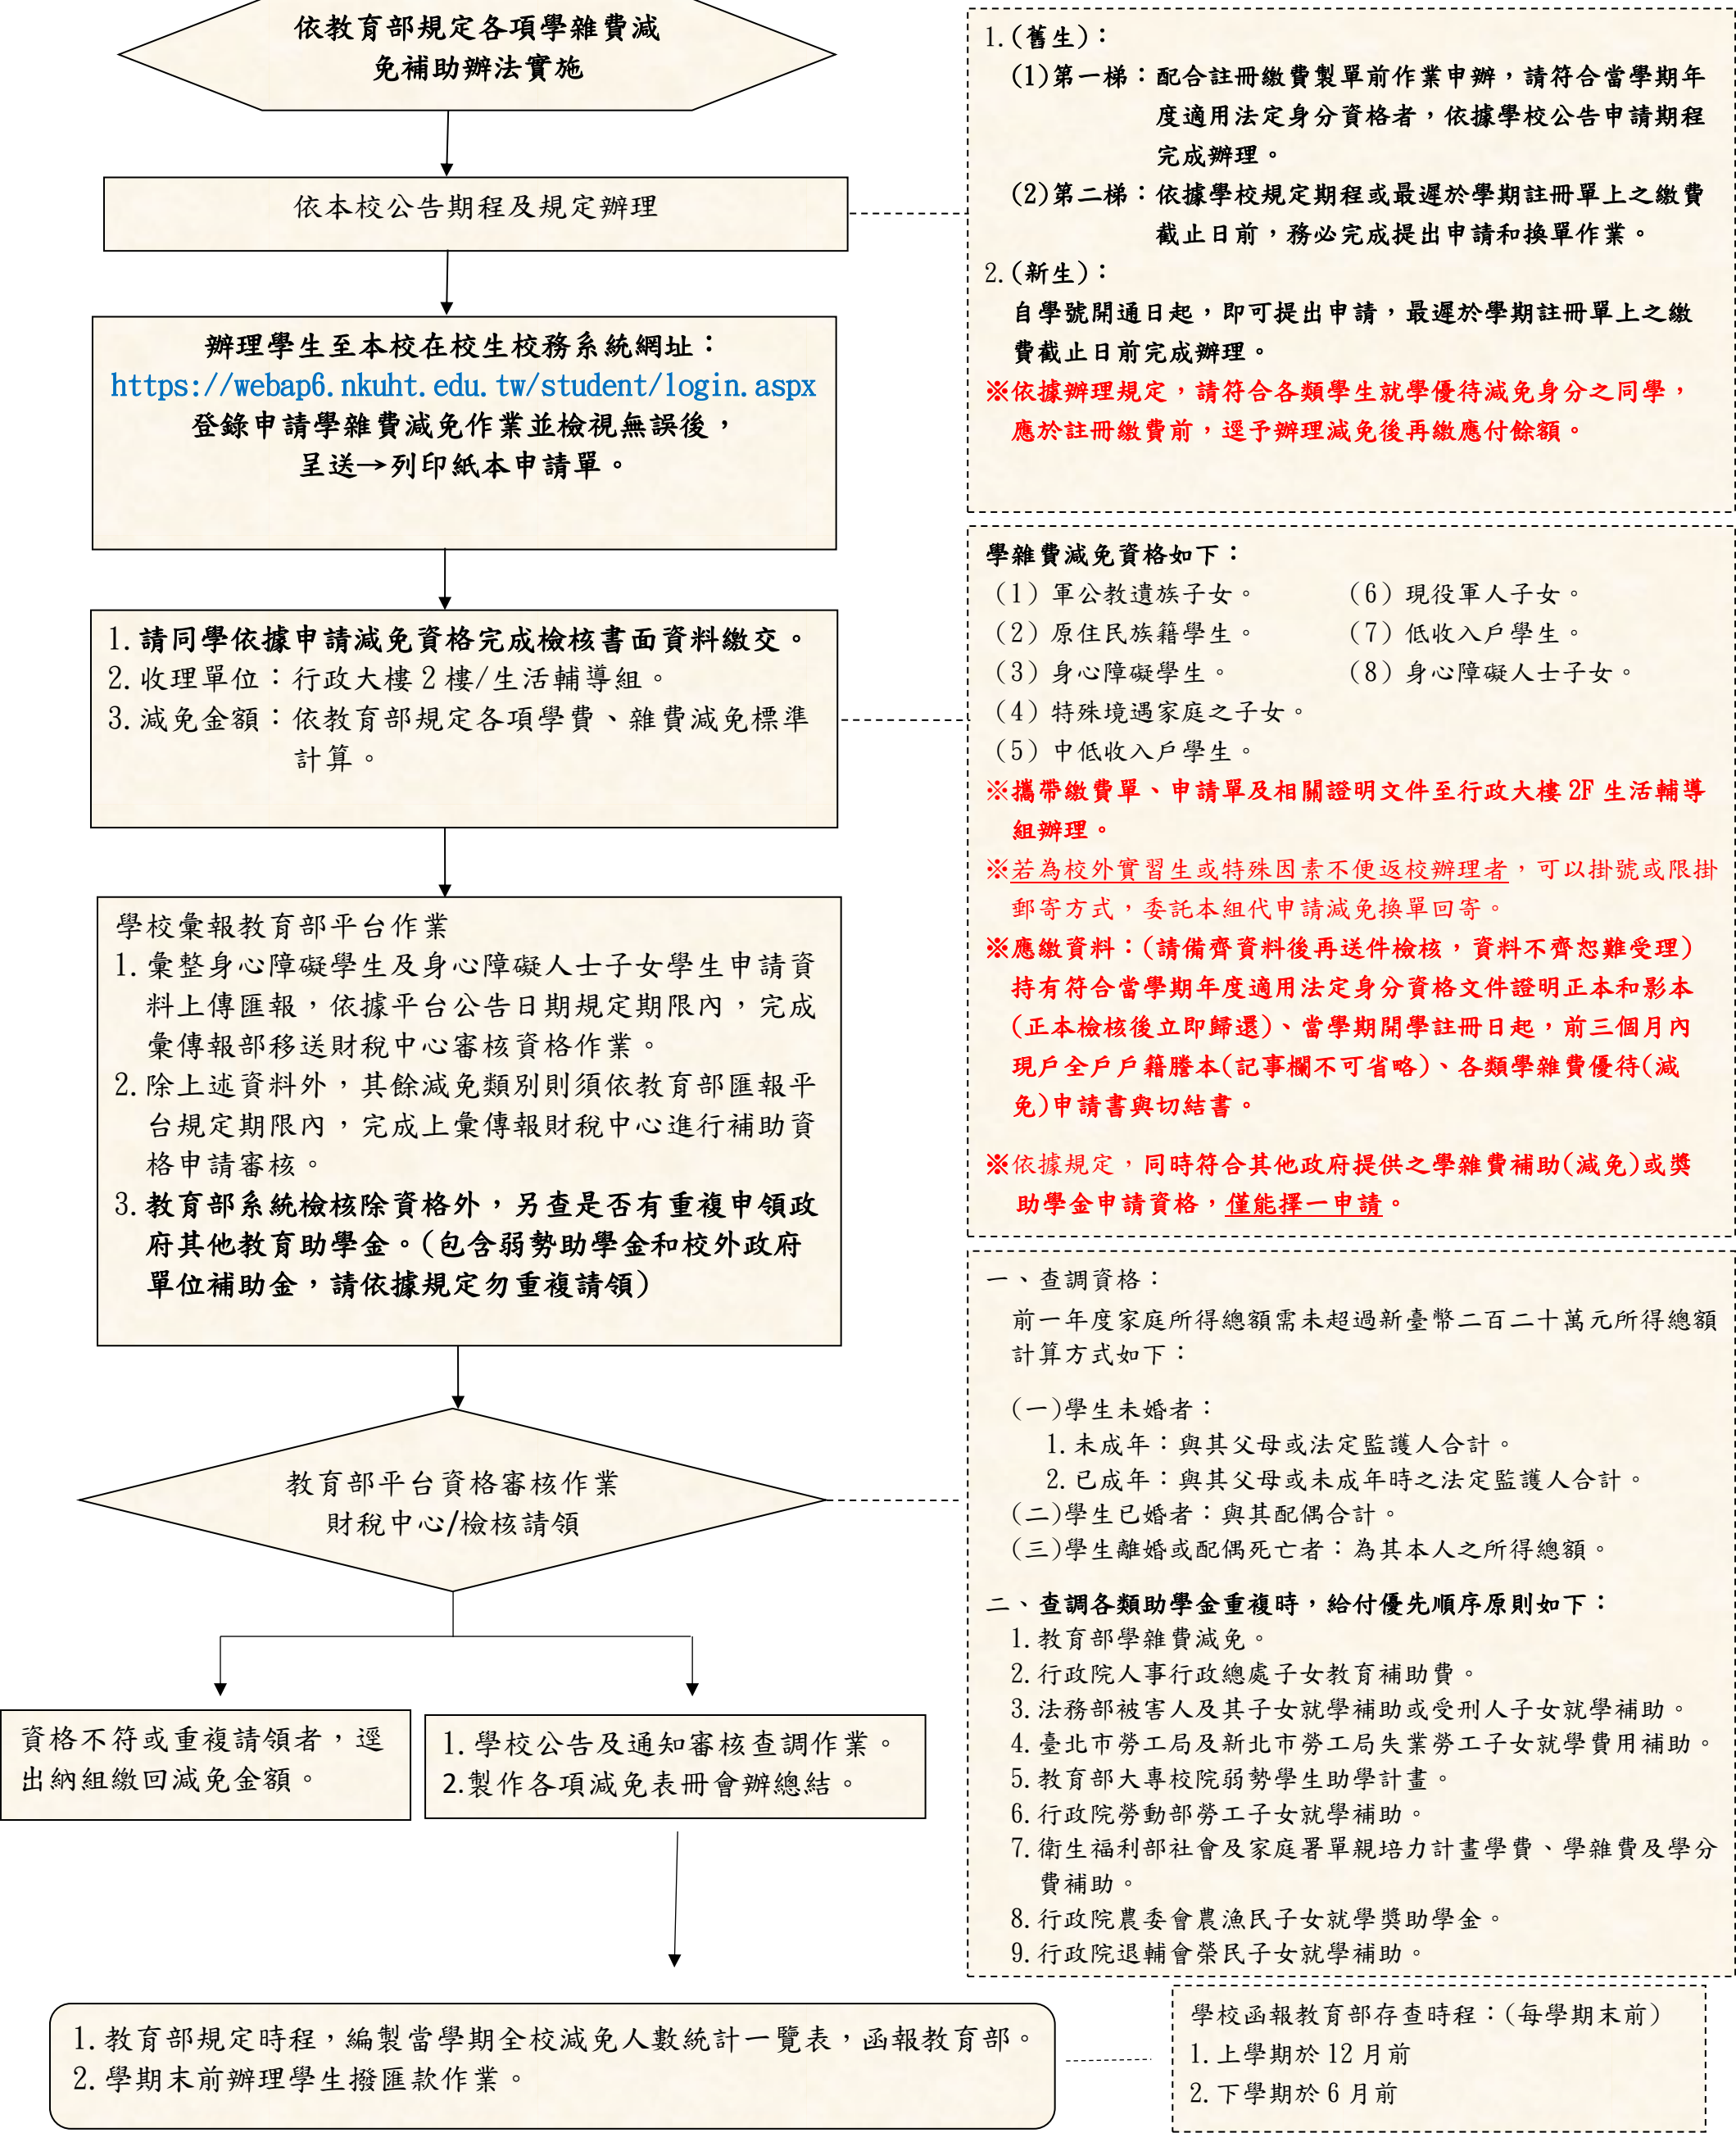 依教育部規定各項學雜費減
免補助辦法實施
依本校公告期程及規定辦理
辦理學生至本校在校生校務系統網址：
https://webap6.nkuht.edu.tw/student/login.aspx
登錄申請學雜費減免作業並檢視無誤後，
呈送→列印紙本申請單。
1.請同學依據申請減免資格完成檢核書面資料繳交。
2.收理單位：行政大樓2樓/生活輔導組。
3.減免金額：依教育部規定各項學費、雜費減免標準
計算。
學校彙報教育部平台作業
1.彙整身心障礙學生及身心障礙人士子女學生申請資
料上傳匯報，依據平台公告日期規定期限內，完成
彙傳報部移送財稅中心審核資格作業。
2.除上述資料外，其餘減免類別則須依教育部匯報平
台規定期限內，完成上彙傳報財稅中心進行補助資
格申請審核。
3.教育部系統檢核除資格外，另查是否有重複申領政
府其他教育助學金。(包含弱勢助學金和校外政府
單位補助金，請依據規定勿重複請領)
教育部平台資格審核作業
財稅中心/檢核請領
資格不符或重複請領者，逕
出納組繳回減免金額。
1.學校公告及通知審核查調作業。
2.製作各項減免表冊會辦總結。
1.教育部規定時程，編製當學期全校減免人數統計一覽表，函報教育部。
2.學期末前辦理學生撥匯款作業。
1.(舊生)：
(1)第一梯：配合註冊繳費製單前作業申辦，請符合當學期年
度適用法定身分資格者，依據學校公告申請期程
完成辦理。
(2)第二梯：依據學校規定期程或最遲於學期註冊單上之繳費
截止日前，務必完成提出申請和換單作業。
2.(新生)：
自學號開通日起，即可提出申請，最遲於學期註冊單上之繳
費截止日前完成辦理。
※依據辦理規定，請符合各類學生就學優待減免身分之同學，
應於註冊繳費前，逕予辦理減免後再繳應付餘額。
學雜費減免資格如下：
（1）軍公教遺族子女。 （6）現役軍人子女。
（2）原住民族籍學生。 （7）低收入戶學生。
（3）身心障礙學生。 （8）身心障礙人士子女。
（4）特殊境遇家庭之子女。
（5）中低收入戶學生。
※攜帶繳費單、申請單及相關證明文件至行政大樓2F生活輔導
組辦理。
※若為校外實習生或特殊因素不便返校辦理者，可以掛號或限掛
郵寄方式，委託本組代申請減免換單回寄。
※應繳資料：(請備齊資料後再送件檢核，資料不齊恕難受理)
持有符合當學期年度適用法定身分資格文件證明正本和影本
(正本檢核後立即歸還)、當學期開學註冊日起，前三個月內
現戶全戶戶籍謄本(記事欄不可省略)、各類學雜費優待(減
免)申請書與切結書。
※依據規定，同時符合其他政府提供之學雜費補助(減免)或獎
助學金申請資格，僅能擇一申請。
一、查調資格：
前一年度家庭所得總額需未超過新臺幣二百二十萬元所得總額
計算方式如下：
(一)學生未婚者：
1.未成年：與其父母或法定監護人合計。
2.已成年：與其父母或未成年時之法定監護人合計。
(二)學生已婚者：與其配偶合計。
(三)學生離婚或配偶死亡者：為其本人之所得總額。
二、查調各類助學金重複時，給付優先順序原則如下：
1.教育部學雜費減免。
2.行政院人事行政總處子女教育補助費。
3.法務部被害人及其子女就學補助或受刑人子女就學補助。
4.臺北市勞工局及新北市勞工局失業勞工子女就學費用補助。
5.教育部大專校院弱勢學生助學計畫。
6.行政院勞動部勞工子女就學補助。
7.衛生福利部社會及家庭署單親培力計畫學費、學雜費及學分
費補助。
8.行政院農委會農漁民子女就學獎助學金。
9.行政院退輔會榮民子女就學補助。
學校函報教育部存查時程：(每學期末前)
1.上學期於12月前
2.下學期於6月前